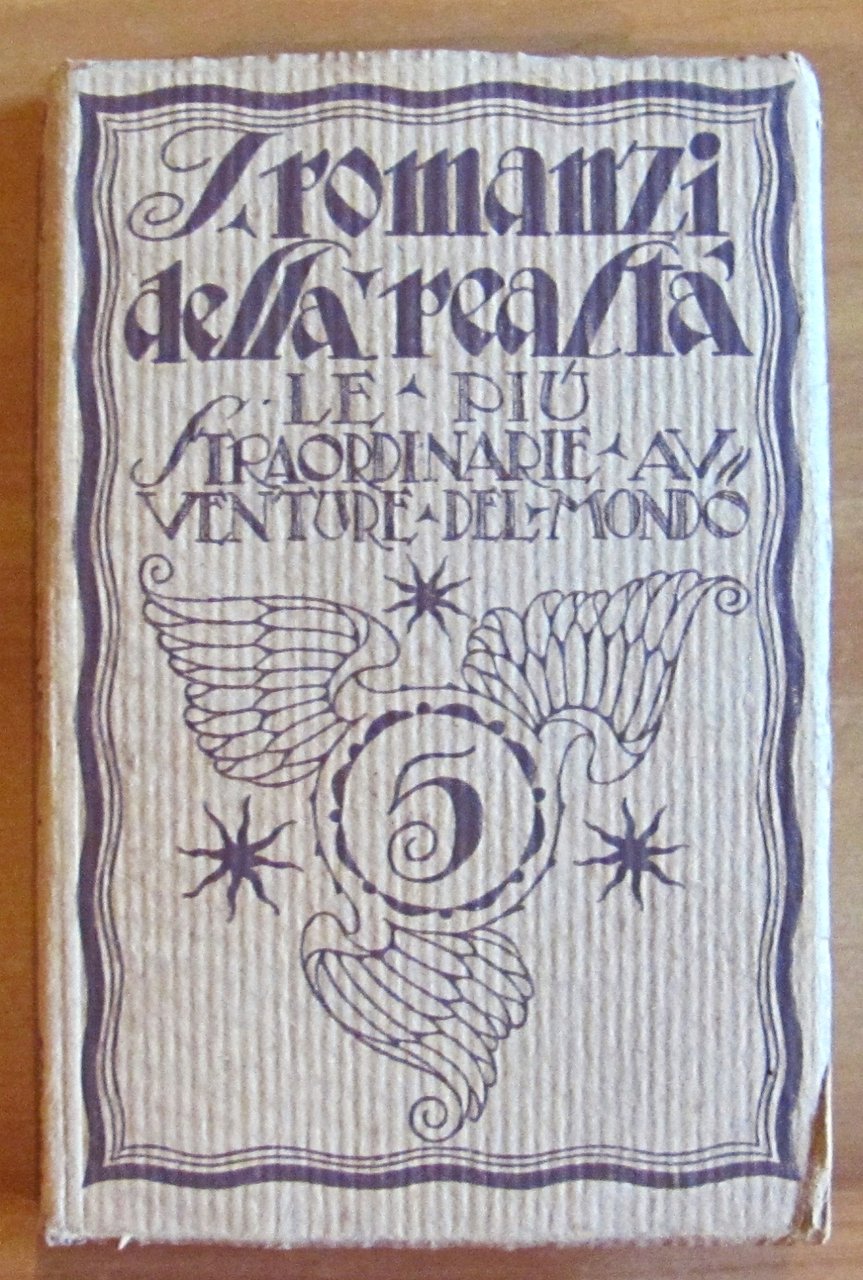 I romanzi
della realtà
LE PIÙ
STRAORDINARIE AV=
VENTURE DEL MONDO
5